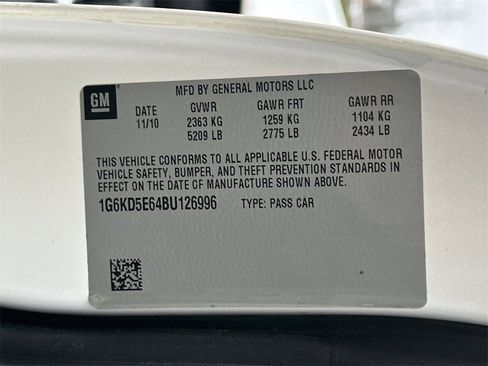 MFD BY GENERAL MOTORS LLC
GM
DATE GVWR GAWR FRT GAWR RR
11/10 2363 KG 1259 KG 1104 KG
5209 LB 2775 LB 2434 LB
THIS VEHICLE CONFORMS TO ALL APPLICABLE U.S. FEDERAL MOTOR
VEHICLE SAFETY, BUMPER, AND THEFT PREVENTION STANDARDS IN
EFFECT ON THE DATE OF MANUFACTURE SHOWN ABOVE.
1G6KD5E64BU126996 TYPE: PASS CAR